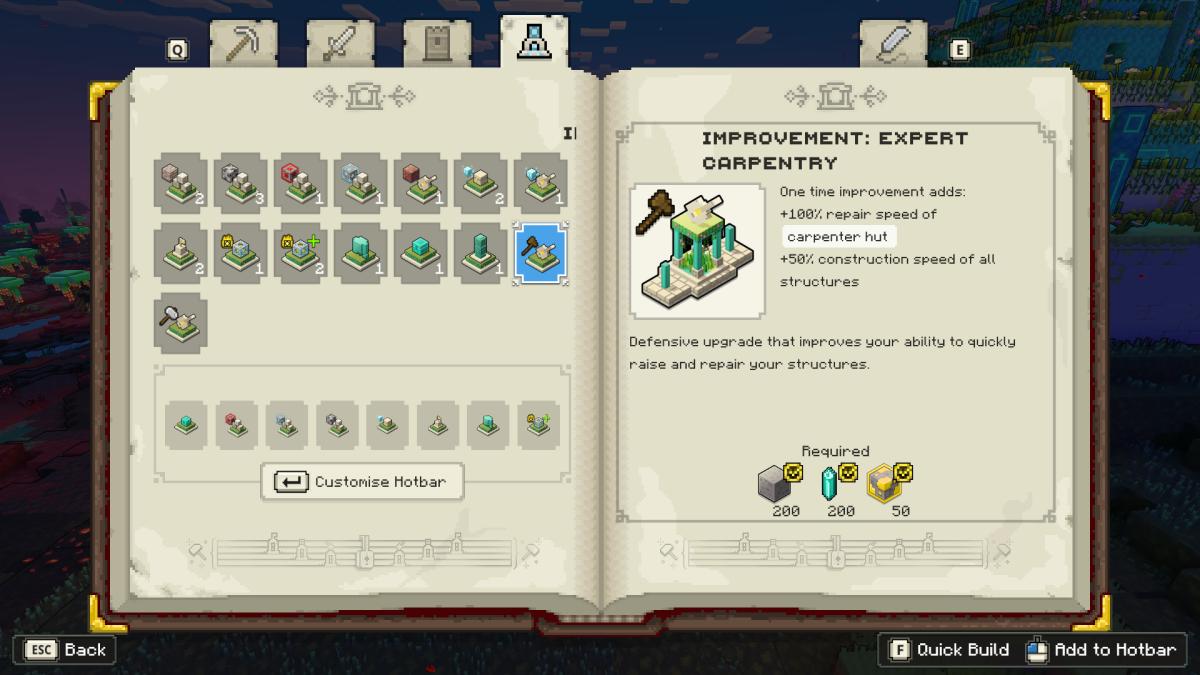 Q
E
I
IMPROVEMENT: EXPERT
CARPENTRY
One time improvement adds:
+100% repair speed of
carpenter hut
+50% construction speed of all
structures
2
3
1
1
1
2
1
2
1
2
1
1
1
Defensive upgrade that improves your ability to quickly
raise and repair your structures.
Customise Hotbar
Required
200
200
50
ESC Back
F Quick Build
Add to Hotbar